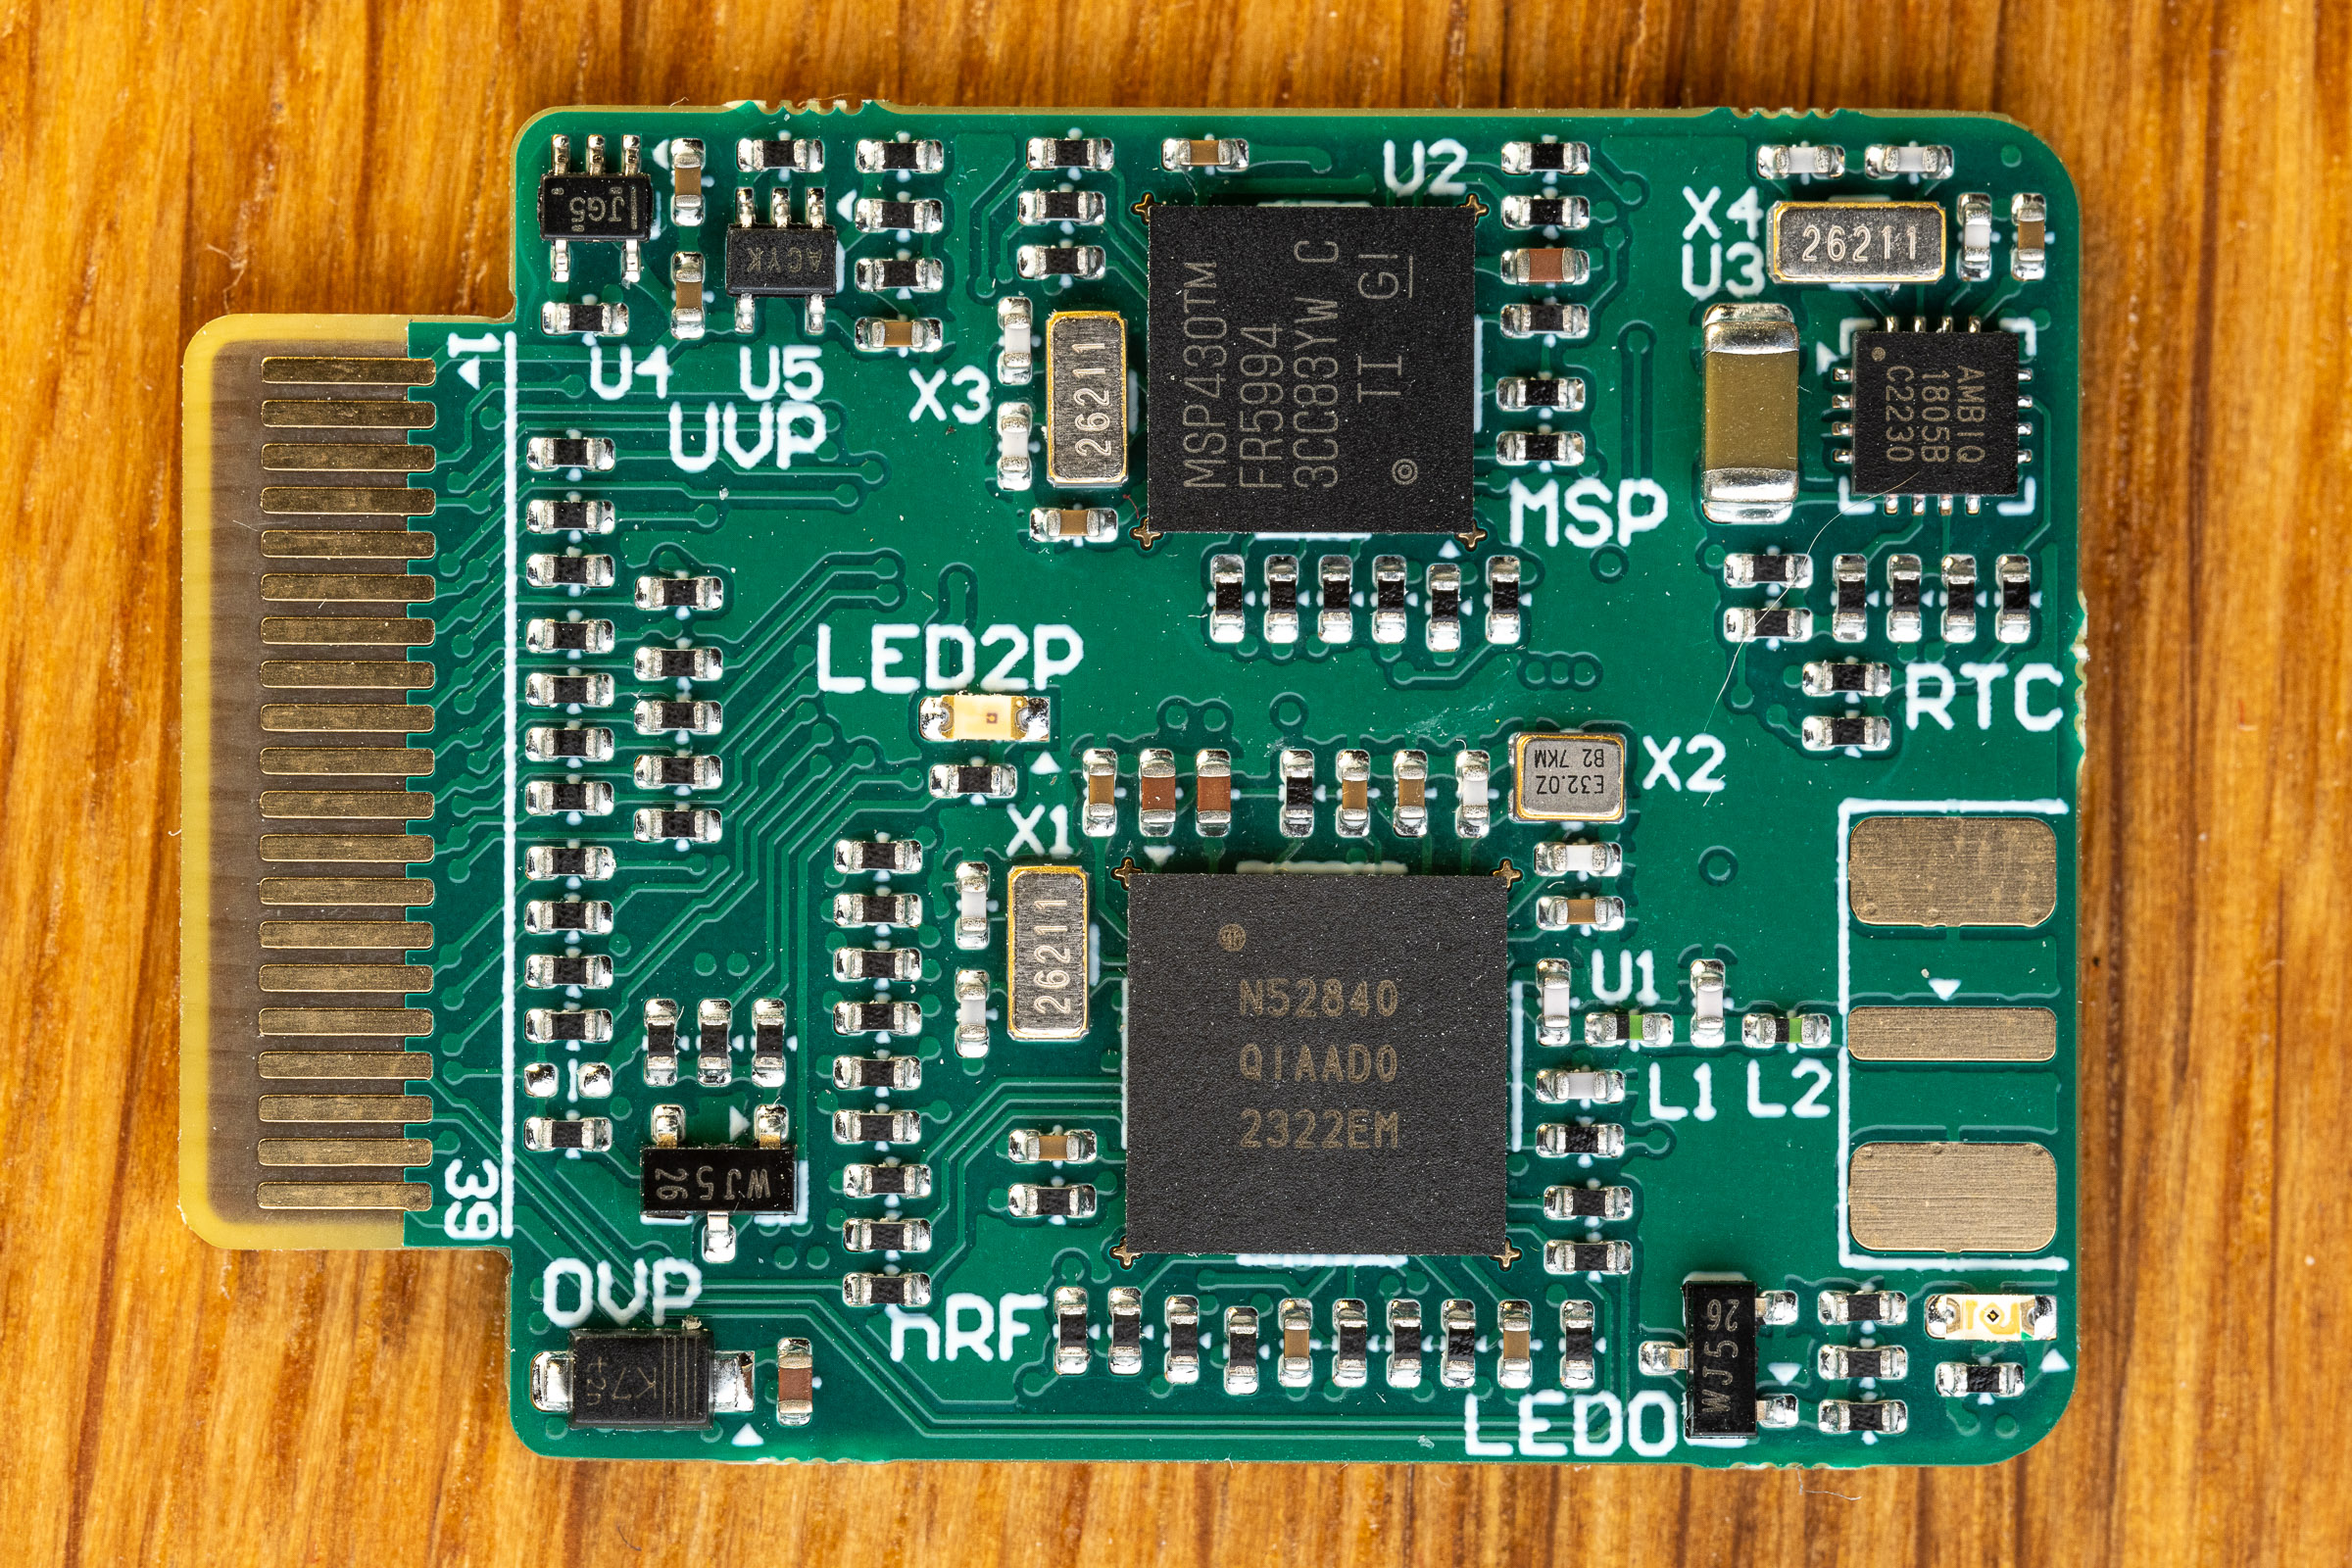 JG5
ACYK
U4
U5
UVP
X3
26211
U2
MSP430TM
FR5994
3CC83YW C
TI GI
MSP
X4
U3
26211
AMBIQ
1805B
C2230
RTC
1
39
LED2P
X1
26211
X2
E32.0Z
B2 7KM
N52840
QIAAD0
2322EM
U1
L1
L2
WJ5
26
OVP
K7
nRF
LED0
WJ5
26